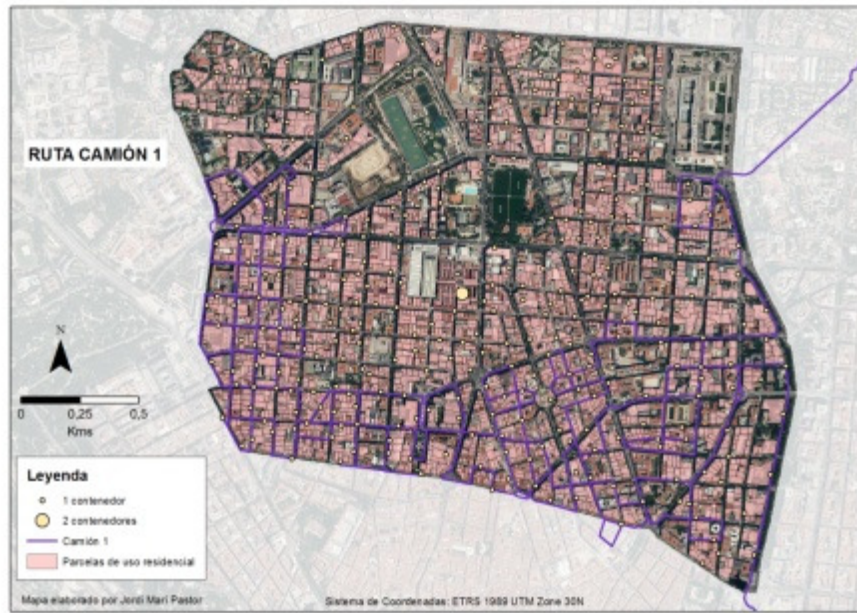 RUTA CAMIÓN 1
N
0 0,25 0,5
Kms
Leyenda
1 contenedor
2 contenedores
Camión 1
Parcelas de uso residencial
Mapa elaborado por Jordi Marí Pastor
Sistema de Coordenadas: ETRS 1989 UTM Zone 30N